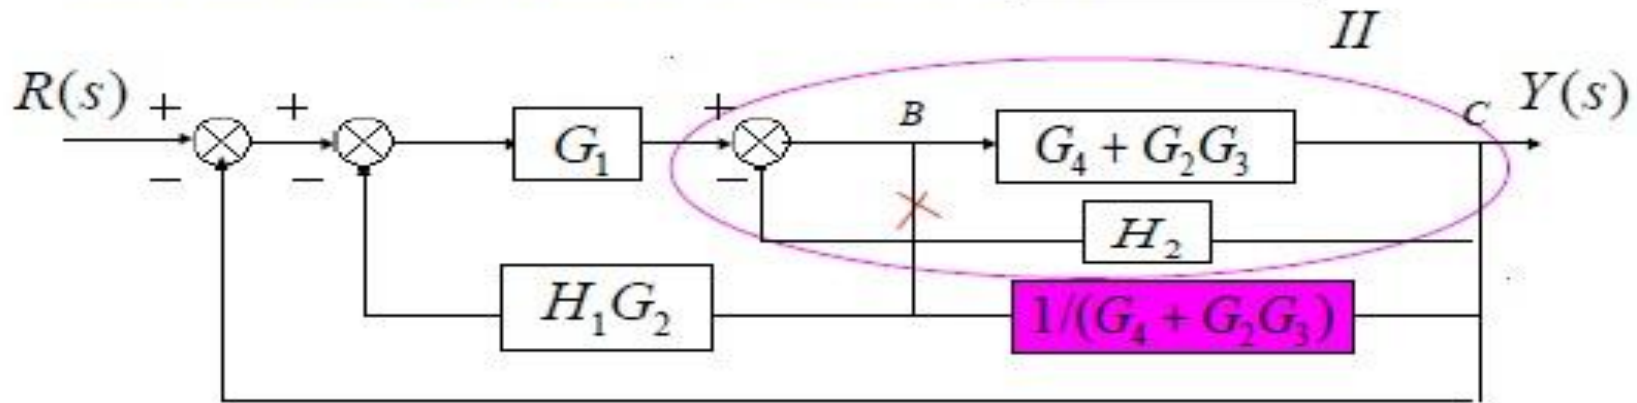 II
R(s) + + + B C Y(s)
G₁ G₄ + G₂G₃
− − −
H₂
H₁G₂ 1/(G₄ + G₂G₃)